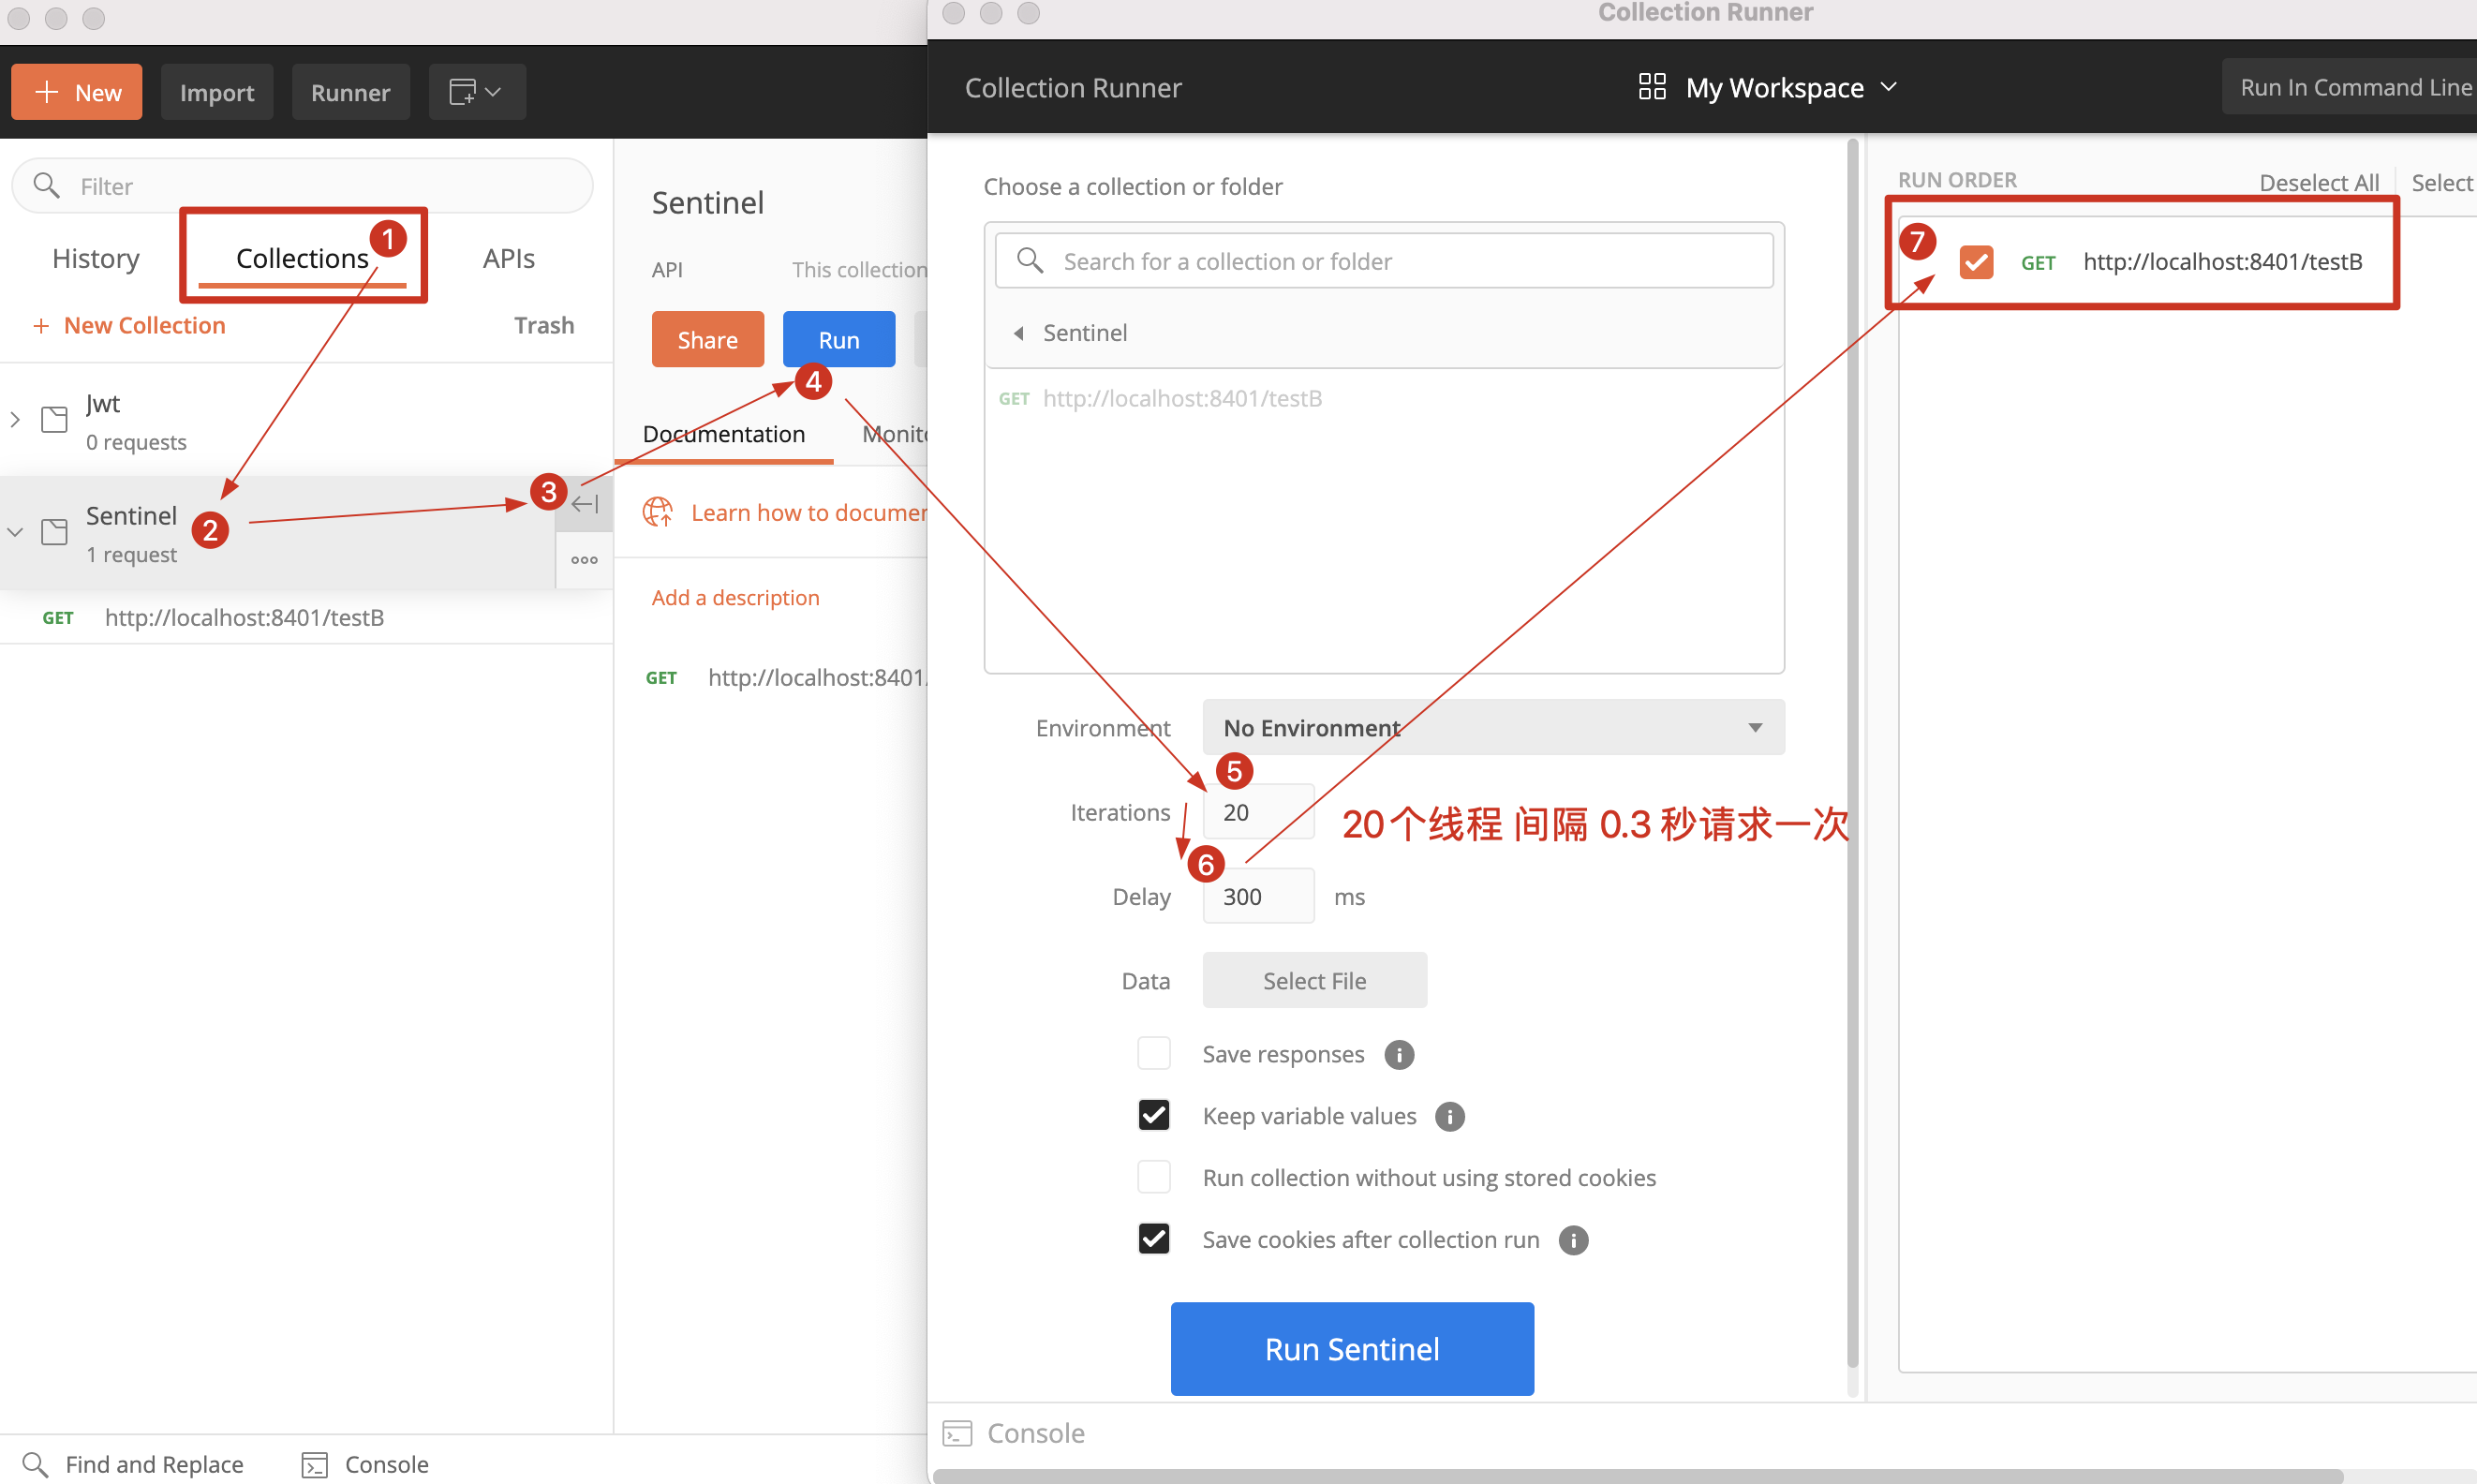 New
Import
Runner
Filter
History
Collections
1
APIs
New Collection
Trash
Jwt
0 requests
Sentinel
1 request
2
3
GET http://localhost:8401/testB
Find and Replace
Console
Sentinel
API
This collection
Share
Run
4
Documentation
Learn how to
Add a description
GET http://localhost:8401
Collection Runner
Collection Runner
My Workspace
Run In Command Line
Choose a collection or folder
Search for a collection or folder
Sentinel
GET http://localhost:8401/testB
Environment
No Environment
5
Iterations
20
20个线程 间隔 0.3 秒请求一次
6
Delay
300
ms
Data
Select File
Save responses
Keep variable values
Run collection without using stored cookies
Save cookies after collection run
Run Sentinel
Console
RUN ORDER
Deselect All
Select
7
GET http://localhost:8401/testB